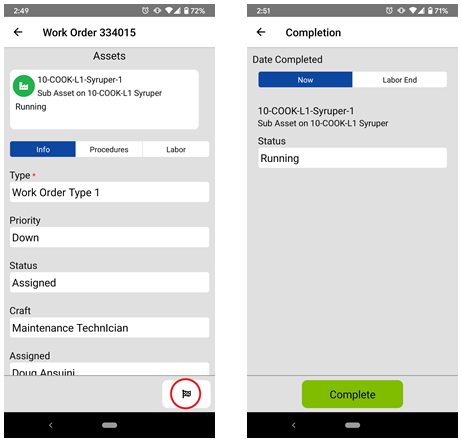 2:49
72%
Work Order 334015
Assets
10-COOK-L1-Syruper-1
Sub Asset on 10-COOK-L1 Syruper
Running
Info
Procedures
Labor
Type *
Work Order Type 1
Priority
Down
Status
Assigned
Craft
Maintenance TechnIcian
Assigned
Doug Ansuini
2:51
71%
Completion
Date Completed
Now
Labor End
10-COOK-L1-Syruper-1
Sub Asset on 10-COOK-L1 Syruper
Status
Running
Complete